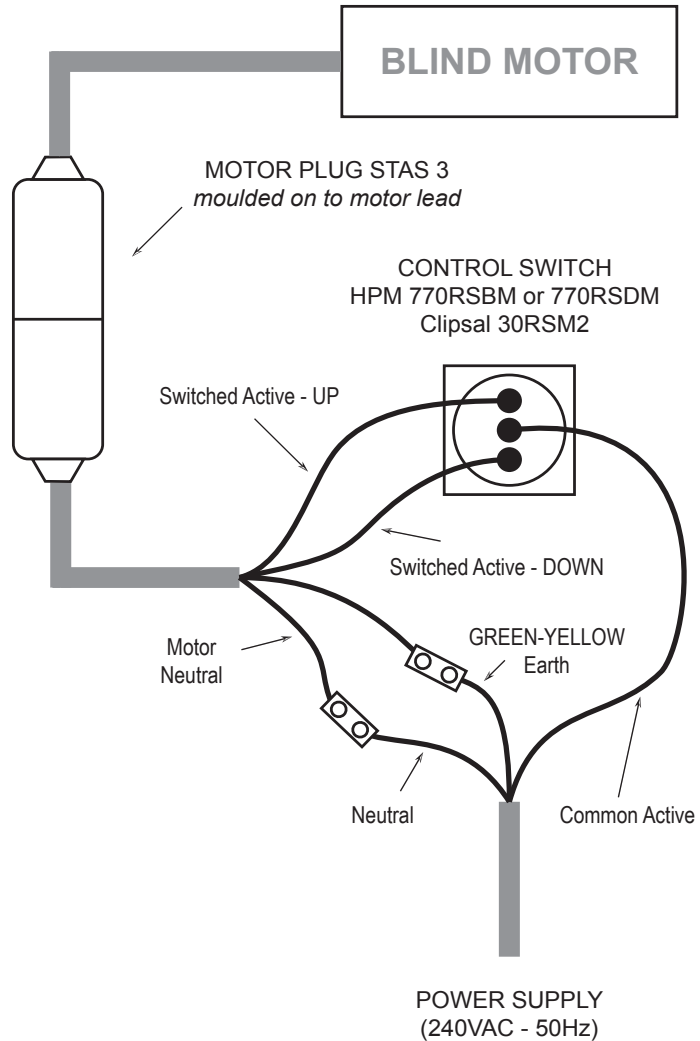 BLIND MOTOR
MOTOR PLUG STAS 3
moulded on to motor lead
CONTROL SWITCH
HPM 770RSBM or 770RSDM
Clipsal 30RSM2
Switched Active - UP
Switched Active - DOWN
Motor
Neutral
GREEN-YELLOW
Earth
Neutral
Common Active
POWER SUPPLY
(240VAC - 50Hz)